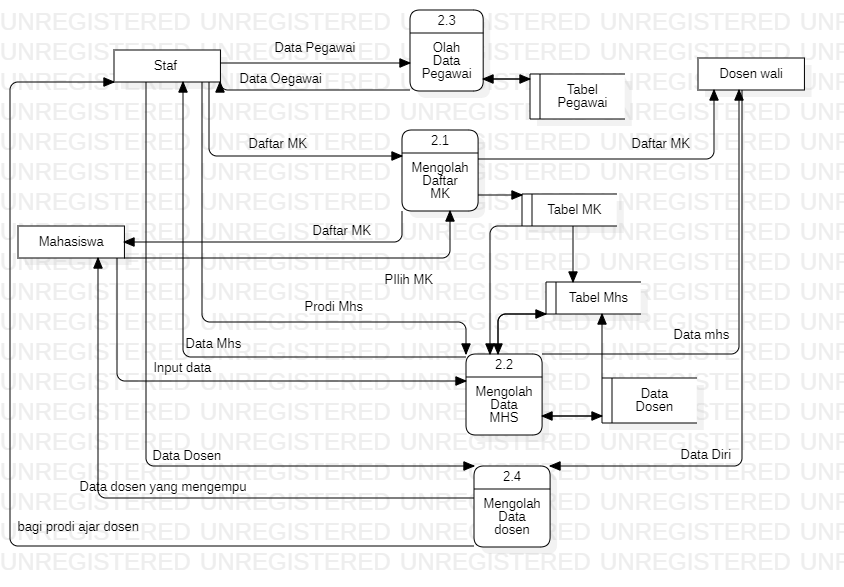 2.3
Data Pegawai
Olah
Data
Pegawai
Staf
Data Oegawai
Dosen wali
Tabel
Pegawai
2.1
Daftar MK
Daftar MK
Mengolah
Daftar
MK
Tabel MK
Daftar MK
Mahasiswa
PIlih MK
Tabel Mhs
Prodi Mhs
Data mhs
Data Mhs
2.2
Input data
Mengolah
Data
MHS
Data
Dosen
Data Dosen
Data Diri
2.4
Data dosen yang mengempu
Mengolah
Data
dosen
bagi prodi ajar dosen
UNREGISTERED